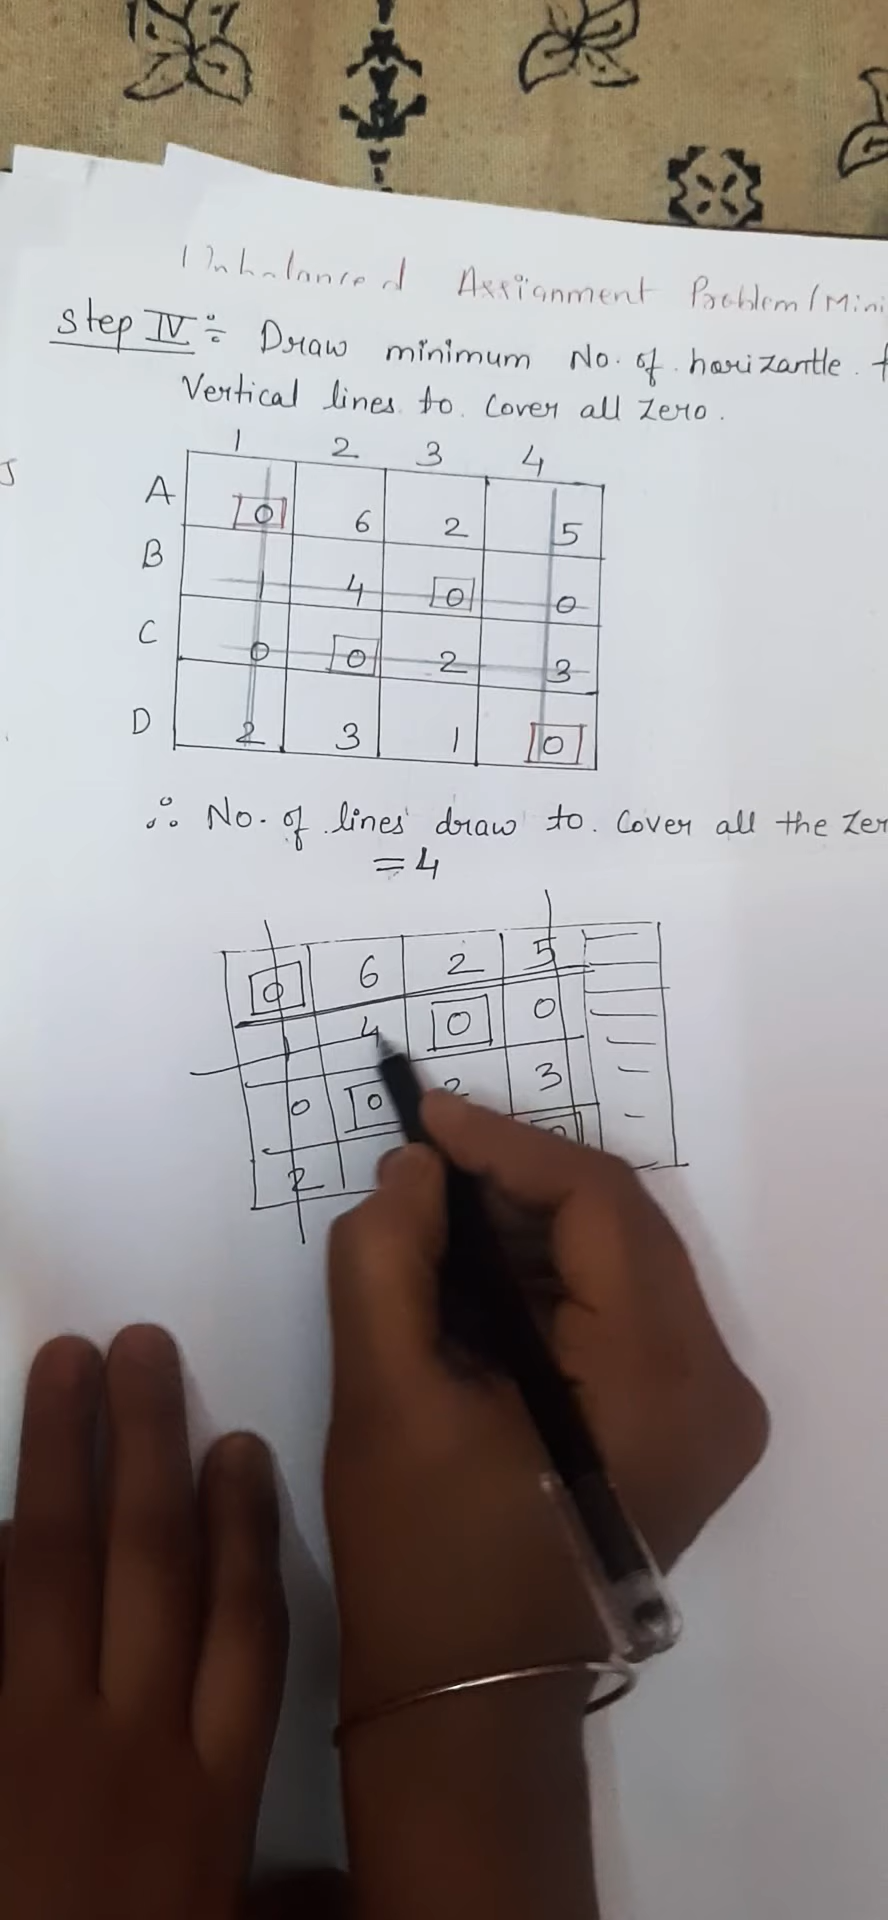 Unbalanced Assignment Problem (Mini
Step IV ÷ Draw minimum No. of. horizantle.
Vertical lines to. Cover all Zero.
1 2 3 4
A 0 6 2 5
B 1 4 0 0
C 0 0 2 3
D 2 3 1 0
∴ No. of lines draw to. Cover all the Zer
= 4
0 6 2 5
1 4 0 0
0 0 2 3
2